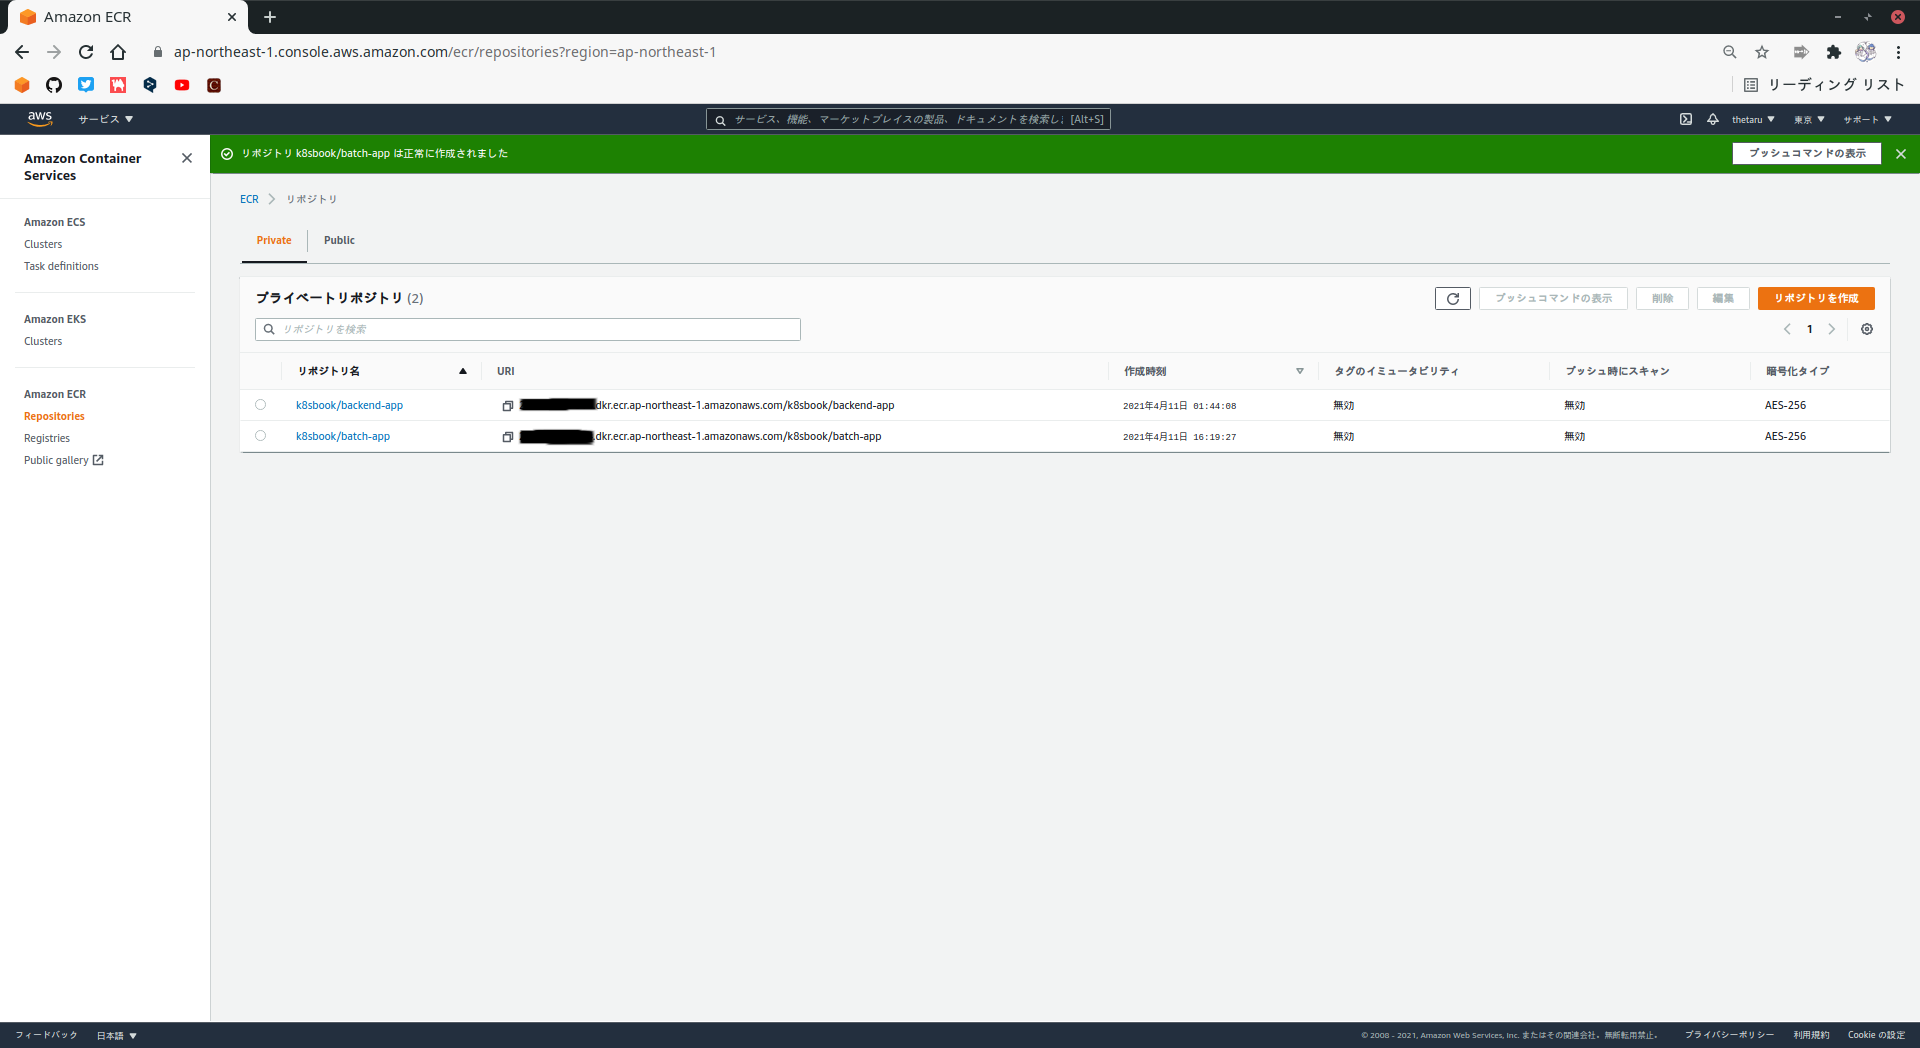 Amazon ECR
ap-northeast-1.console.aws.amazon.com/ecr/repositories?region=ap-northeast-1
リーディング リスト
aws サービス サービス、機能、マーケットプレイスの製品、ドキュメントを検索し. [Alt+S] thetaru 東京 サポート
Amazon Container
Services
Amazon ECS
Clusters
Task definitions
Amazon EKS
Clusters
Amazon ECR
Repositories
Registries
Public gallery
リポジトリ k8sbook/batch-app は正常に作成されました プッシュコマンドの表示
ECR リポジトリ
Private Public
プライベートリポジトリ (2) プッシュコマンドの表示 削除 編集 リポジトリを作成
リポジトリを検索 1
リポジトリ名 URI 作成時刻 タグのイミュータビリティ プッシュ時にスキャン 暗号化タイプ
k8sbook/backend-app .dkr.ecr.ap-northeast-1.amazonaws.com/k8sbook/backend-app 2021年4月11日 01:44:08 無効 無効 AES-256
k8sbook/batch-app .dkr.ecr.ap-northeast-1.amazonaws.com/k8sbook/batch-app 2021年4月11日 16:19:27 無効 無効 AES-256
フィードバック 日本語 © 2008 - 2021, Amazon Web Services, Inc. またはその関連会社。無断転用禁止。 プライバシーポリシー 利用規約 Cookie の設定